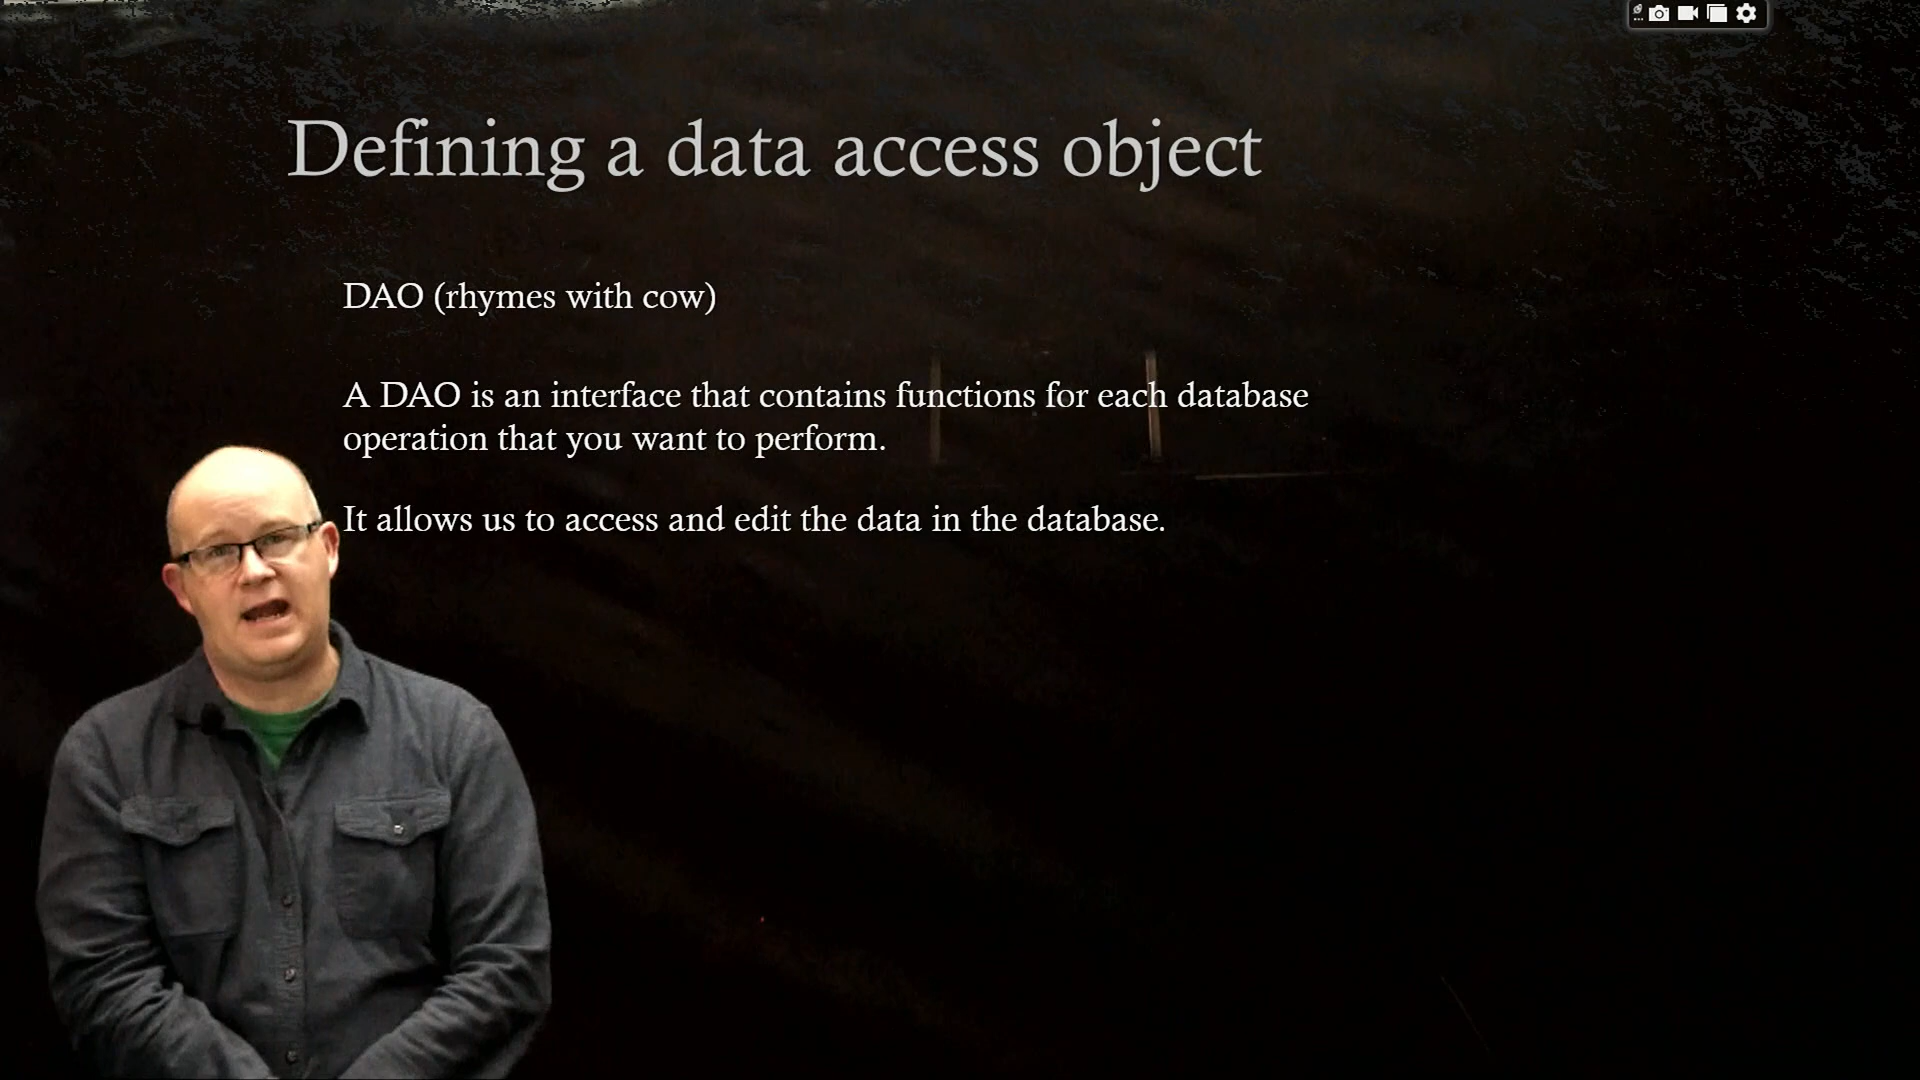 Defining a data access object
DAO (rhymes with cow)
A DAO is an interface that contains functions for each database
operation that you want to perform.
It allows us to access and edit the data in the database.